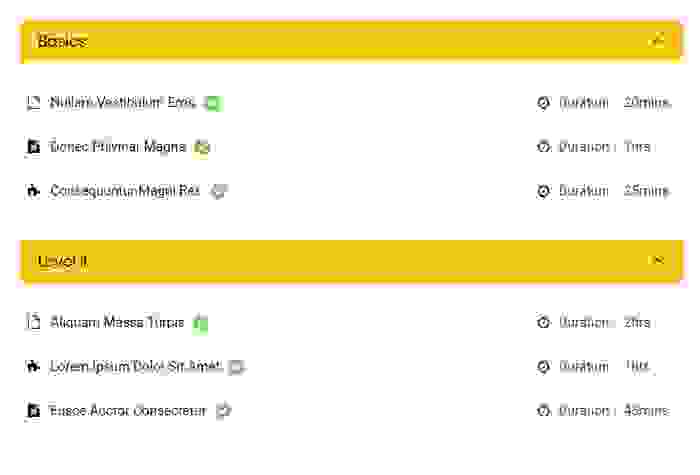 Basics
Nullam Vestibulum Eros Duration : 20mins
Donec Pulvinar Magna Duration : 1hrs
Consequuntur Magni Res Duration : 25mins
Level II
Aliquam Massa Turpis Duration : 2hrs
Lorem Ipsum Dolor Sit Amet Duration : 1hrs
Fusce Auctor Consectetur Duration : 45mins